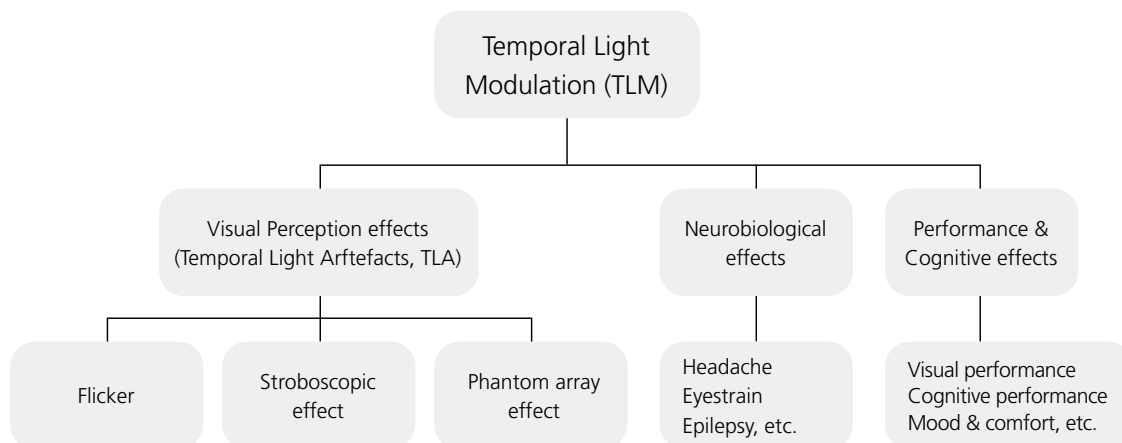 Temporal Light
Modulation (TLM)
Visual Perception effects
(Temporal Light Arftefacts, TLA)
Neurobiological
effects
Performance &
Cognitive effects
Flicker
Stroboscopic
effect
Phantom array
effect
Headache
Eyestrain
Epilepsy, etc.
Visual performance
Cognitive performance
Mood & comfort, etc.